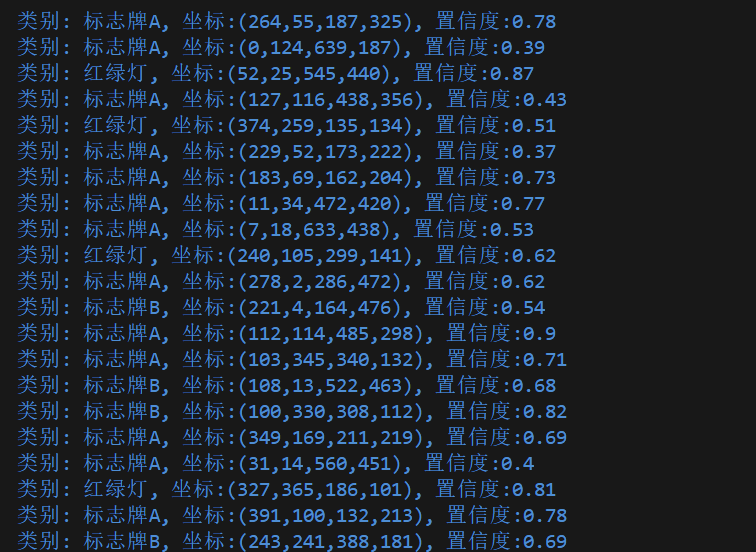 类别: 标志牌A, 坐标:(264,55,187,325), 置信度:0.78
类别: 标志牌A, 坐标:(0,124,639,187), 置信度:0.39
类别: 红绿灯, 坐标:(52,25,545,440), 置信度:0.87
类别: 标志牌A, 坐标:(127,116,438,356), 置信度:0.43
类别: 红绿灯, 坐标:(374,259,135,134), 置信度:0.51
类别: 标志牌A, 坐标:(229,52,173,222), 置信度:0.37
类别: 标志牌A, 坐标:(183,69,162,204), 置信度:0.73
类别: 标志牌A, 坐标:(11,34,472,420), 置信度:0.77
类别: 标志牌A, 坐标:(7,18,633,438), 置信度:0.53
类别: 红绿灯, 坐标:(240,105,299,141), 置信度:0.62
类别: 标志牌A, 坐标:(278,2,286,472), 置信度:0.62
类别: 标志牌B, 坐标:(221,4,164,476), 置信度:0.54
类别: 标志牌A, 坐标:(112,114,485,298), 置信度:0.9
类别: 标志牌A, 坐标:(103,345,340,132), 置信度:0.71
类别: 标志牌B, 坐标:(108,13,522,463), 置信度:0.68
类别: 标志牌B, 坐标:(100,330,308,112), 置信度:0.82
类别: 标志牌A, 坐标:(349,169,211,219), 置信度:0.69
类别: 标志牌A, 坐标:(31,14,560,451), 置信度:0.4
类别: 红绿灯, 坐标:(327,365,186,101), 置信度:0.81
类别: 标志牌A, 坐标:(391,100,132,213), 置信度:0.78
类别: 标志牌B, 坐标:(243,241,388,181), 置信度:0.69